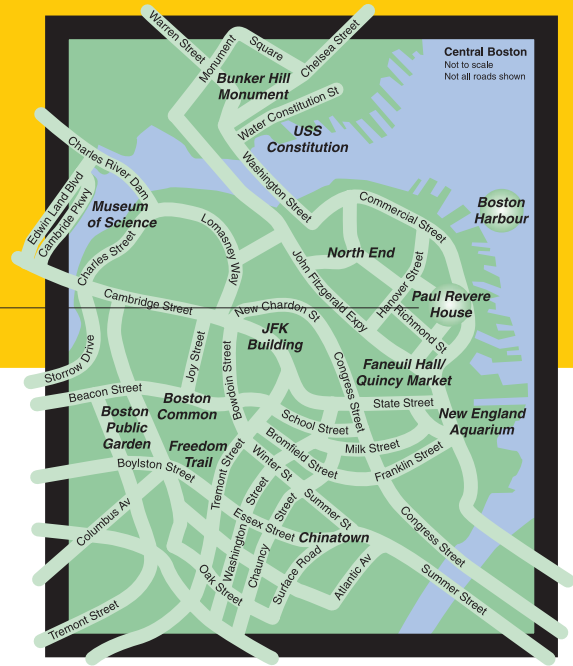 Warren Street
Monument
Square
Chelsea Street
Central Boston
Not to scale
Not all roads shown
Bunker Hill
Monument
Water Constitution St
USS
Constitution
Charles River Dam
Washington Street
Edwin Land Blvd
Cambride Pkwy
Museum
of Science
Commercial Street
Boston
Harbour
Lomasney Way
Charles Street
North End
John Fitzgerald Expy
Hanover Street
Cambridge Street
New Chardon St
Paul Revere
House
Richmond St
JFK
Building
Storrow Drive
Joy Street
Bowdoin Street
Congress Street
Faneuil Hall/
Quincy Market
Beacon Street
Boston
Common
State Street
Boston
Public
Garden
School Street
New England
Aquarium
Freedom
Trail
Bromfield Street
Milk Street
Boylston Street
Tremont Street
Winter St
Franklin Street
Columbus Av
Washington Street
Chauncy Street
Summer St
Essex Street
Chinatown
Congress Street
Oak Street
Surface Road
Atlantic Av
Summer Street
Tremont Street